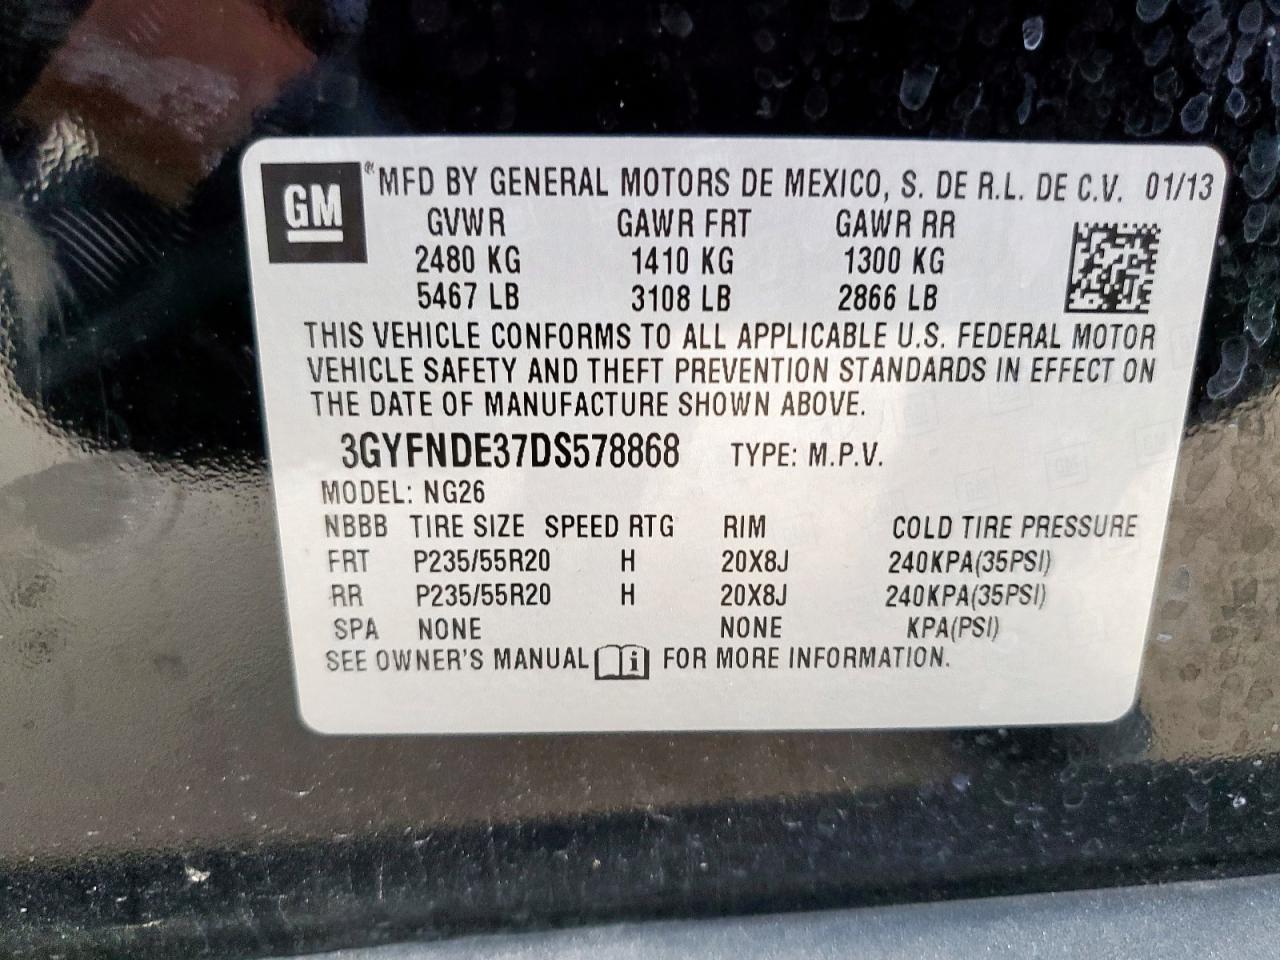 GM ® MFD BY GENERAL MOTORS DE MEXICO, S. DE R.L. DE C.V. 01/13
GVWR GAWR FRT GAWR RR
2480 KG 1410 KG 1300 KG
5467 LB 3108 LB 2866 LB
THIS VEHICLE CONFORMS TO ALL APPLICABLE U.S. FEDERAL MOTOR
VEHICLE SAFETY AND THEFT PREVENTION STANDARDS IN EFFECT ON
THE DATE OF MANUFACTURE SHOWN ABOVE.
3GYFNDE37DS578868 TYPE: M.P.V.
MODEL: NG26
NBBB TIRE SIZE SPEED RTG RIM COLD TIRE PRESSURE
FRT P235/55R20 H 20X8J 240KPA(35PSI)
RR P235/55R20 H 20X8J 240KPA(35PSI)
SPA NONE NONE KPA(PSI)
SEE OWNER'S MANUAL i FOR MORE INFORMATION.